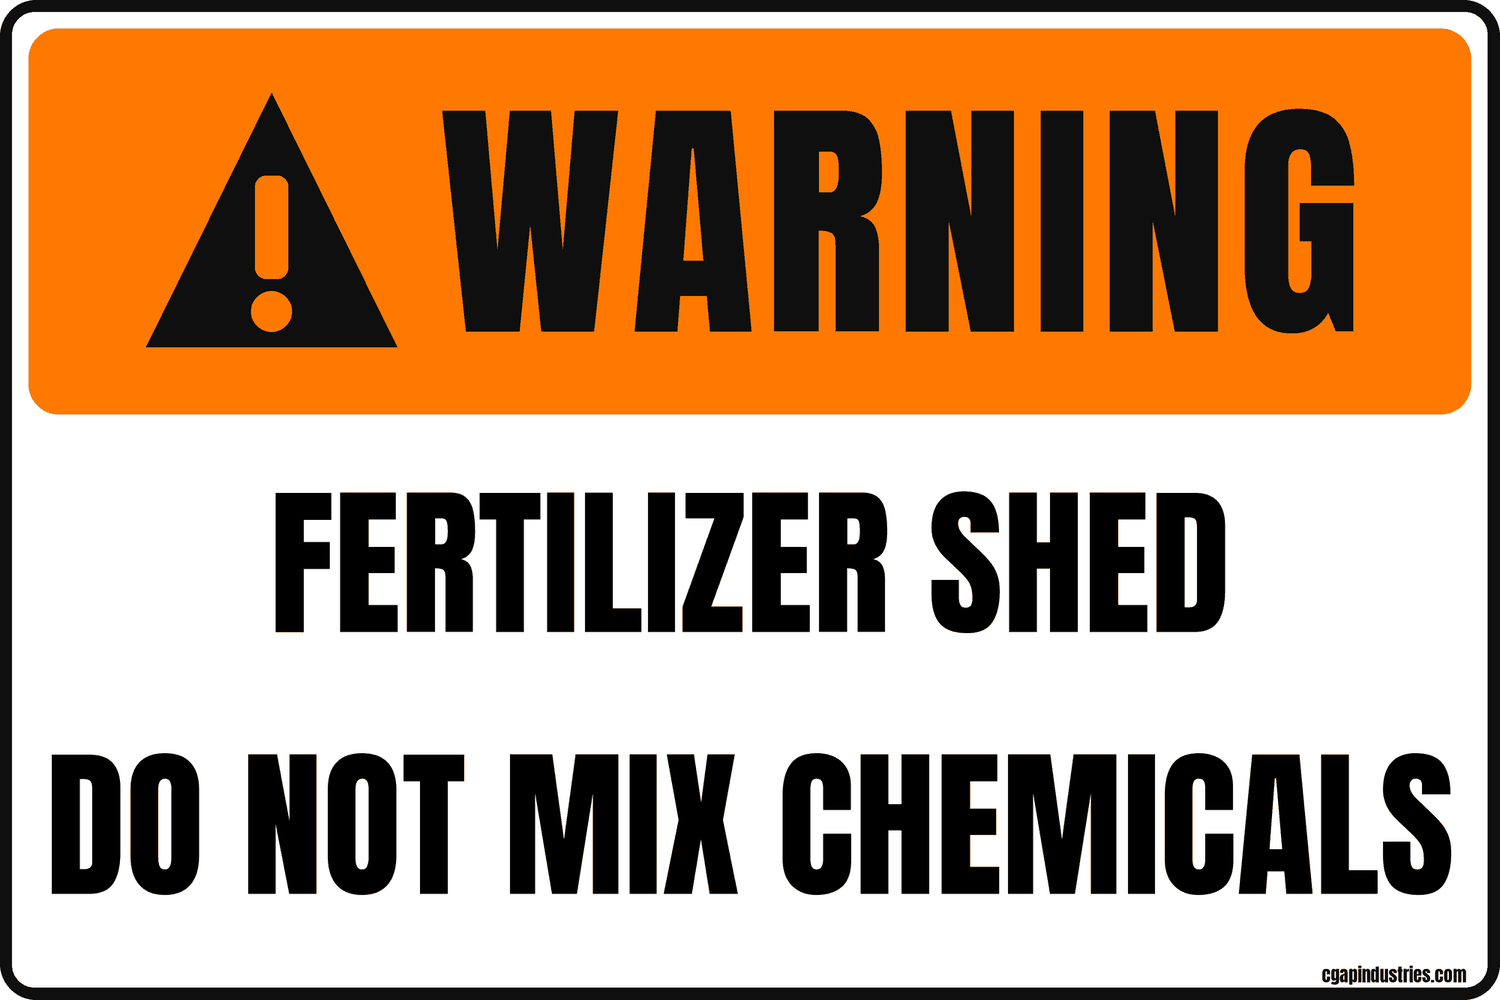 WARNING
FERTILIZER SHED
DO NOT MIX CHEMICALS
cgapindustries.com